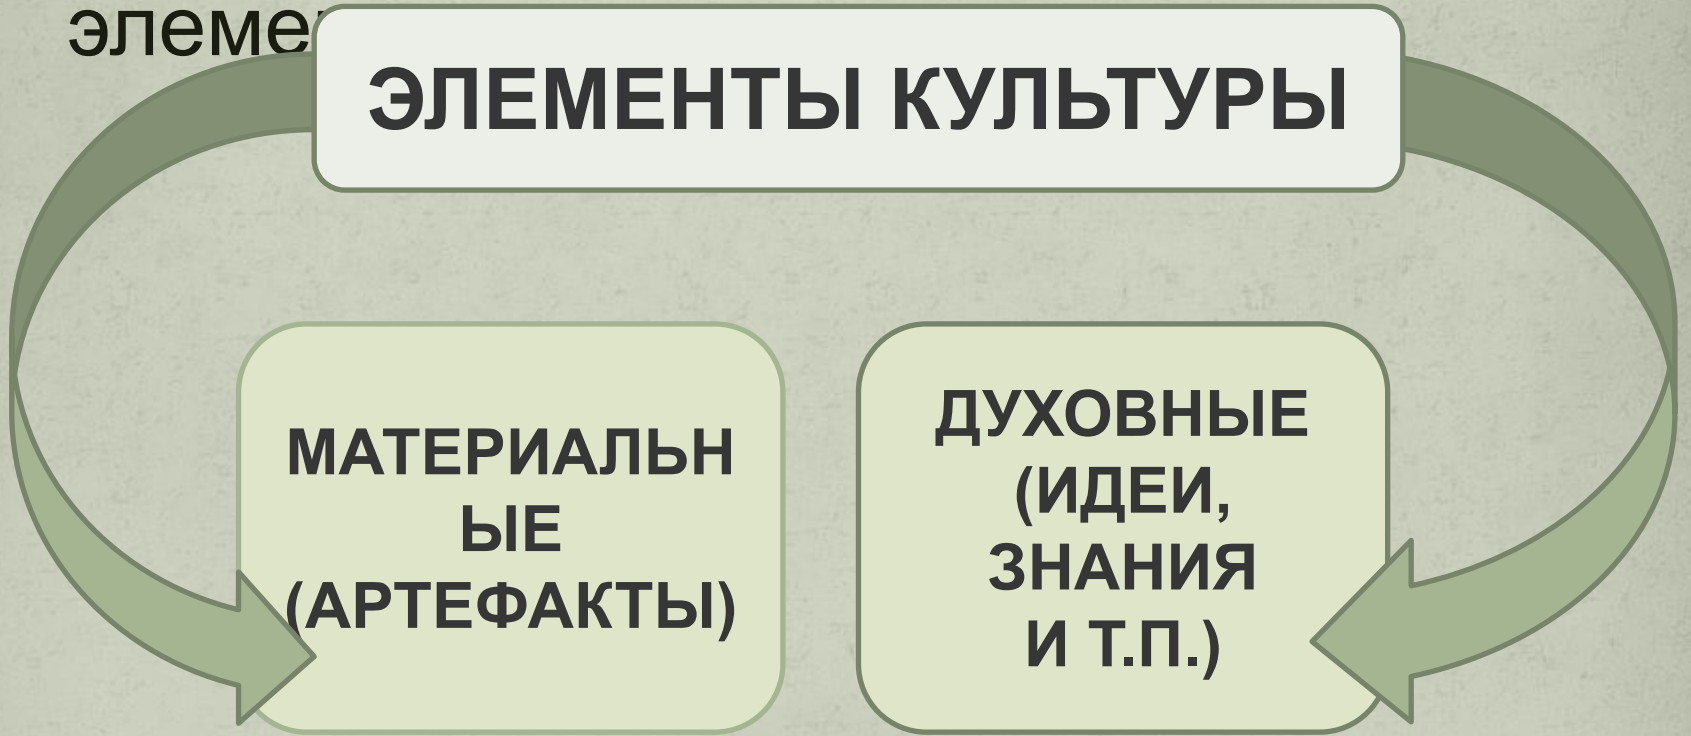 ЭЛЕМЕНТЫ КУЛЬТУРЫ
МАТЕРИАЛЬН
ЫЕ
(АРТЕФАКТЫ)
ДУХОВНЫЕ
(ИДЕИ,
ЗНАНИЯ
И Т.П.)